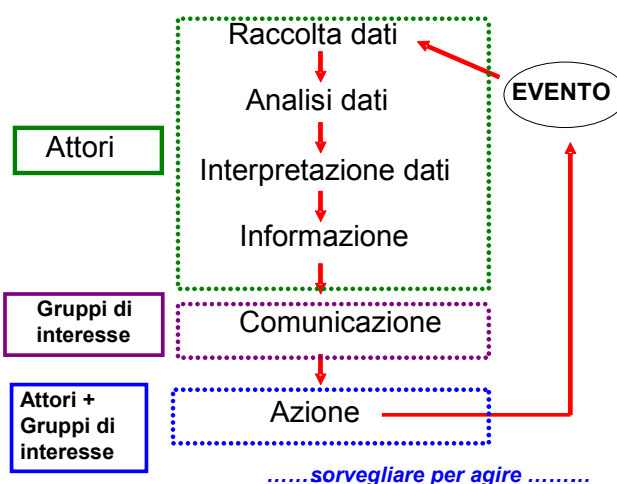 Raccolta dati
EVENTO
Analisi dati
Attori
Interpretazione dati
Informazione
Gruppi di
interesse
Comunicazione
Attori +
Gruppi di
interesse
Azione
……sorvegliare per agire ………